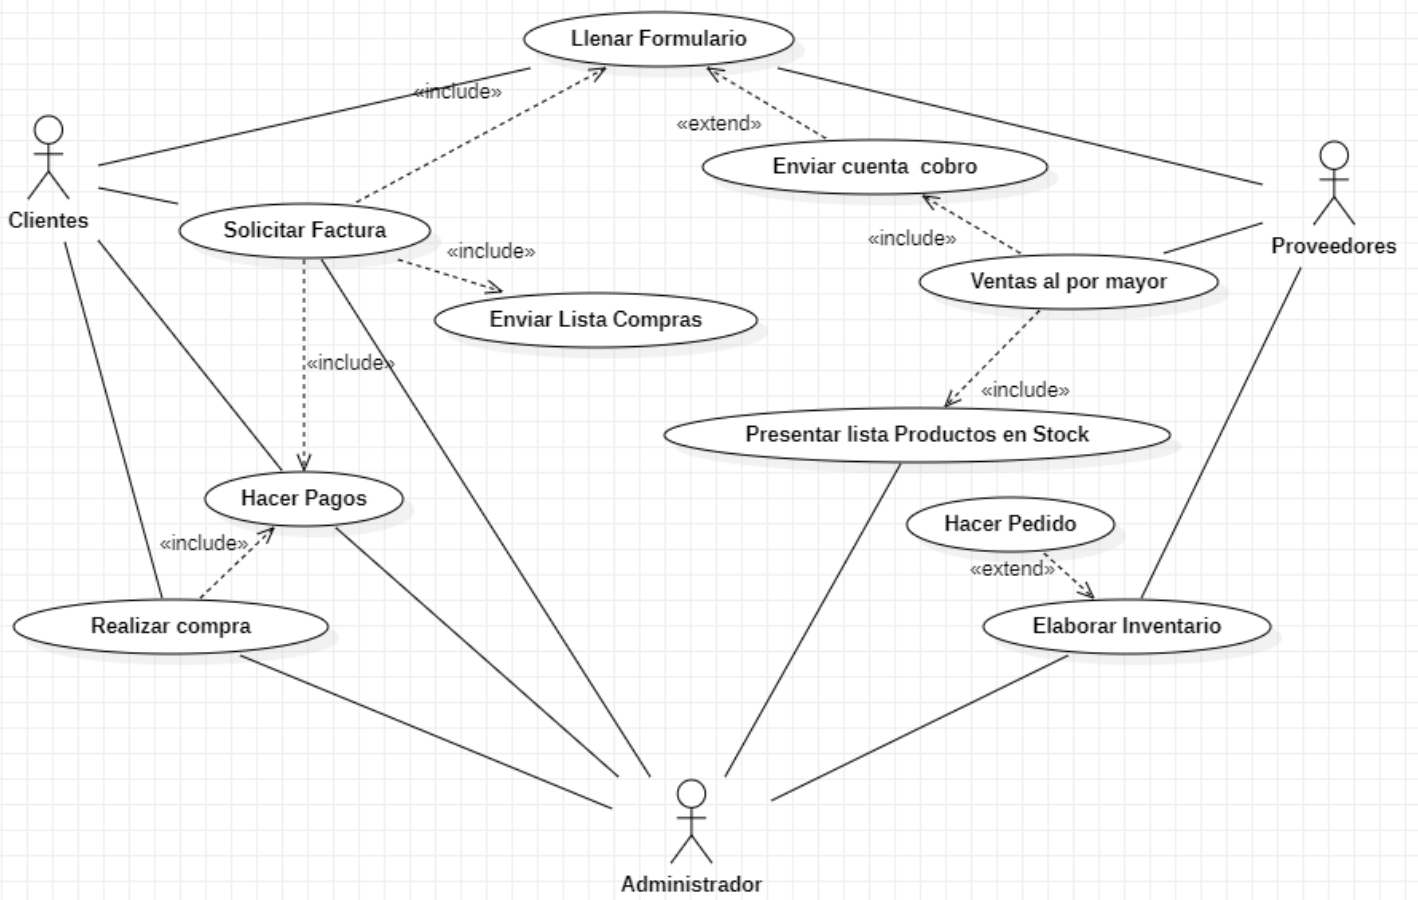 Llenar Formulario
«include»
«extend»
Enviar cuenta  cobro
Clientes
Solicitar Factura
«include»
«include»
Proveedores
Ventas al por mayor
Enviar Lista Compras
«include»
«include»
Presentar lista Productos en Stock
Hacer Pagos
Hacer Pedido
«include»
«extend»
Realizar compra
Elaborar Inventario
Administrador